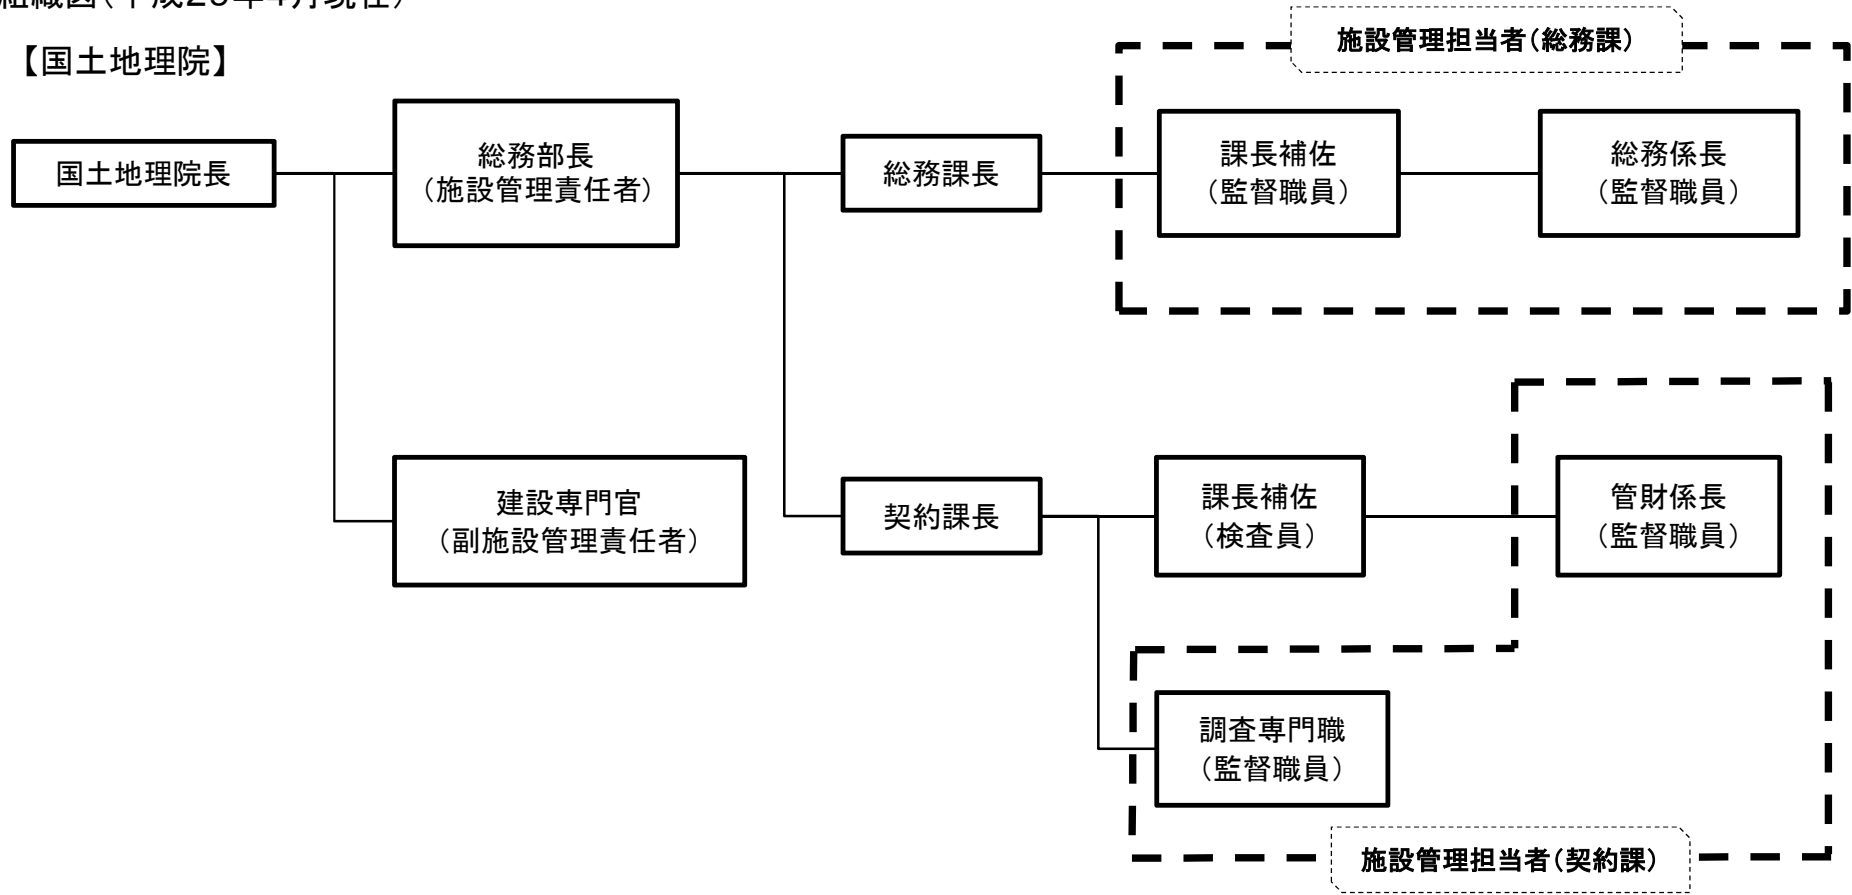 【国土地理院】
施設管理担当者(総務課)
国土地理院長
総務部長
(施設管理責任者)
総務課長
課長補佐
(監督職員)
総務係長
(監督職員)
建設専門官
(副施設管理責任者)
契約課長
課長補佐
(検査員)
管財係長
(監督職員)
調査専門職
(監督職員)
施設管理担当者(契約課)